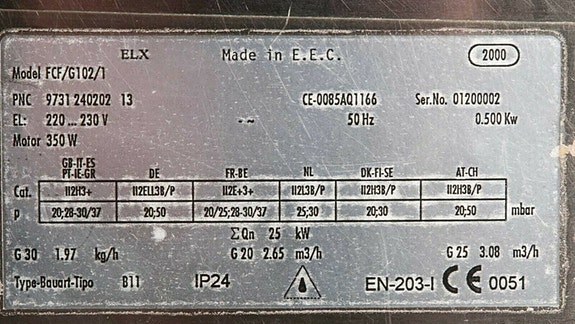 ELX Made in E.E.C. 2000
Model FCF/G102/1
PNC 9731 240202 13 CE-0085AQ1166 Ser.No. 01200002
EL: 220 ... 230 V ~ 50 Hz 0.500 Kw
Motor 350 W
GB-IT-ES
PT-IE-GR DE FR-BE NL DK-FI-SE AT-CH
Cat. II2H3+ II2ELL3B/P II2E+3+ II2L3B/P II2H3B/P II2H3B/P
p 20;28-30/37 20;50 20/25;28-30/37 25;30 20;30 20;50 mbar
ΣQn 25 kW
G 30 1.97 kg/h G 20 2.65 m3/h G 25 3.08 m3/h
Type-Bauart-Tipo B11 IP24 EN-203-I CE 0051